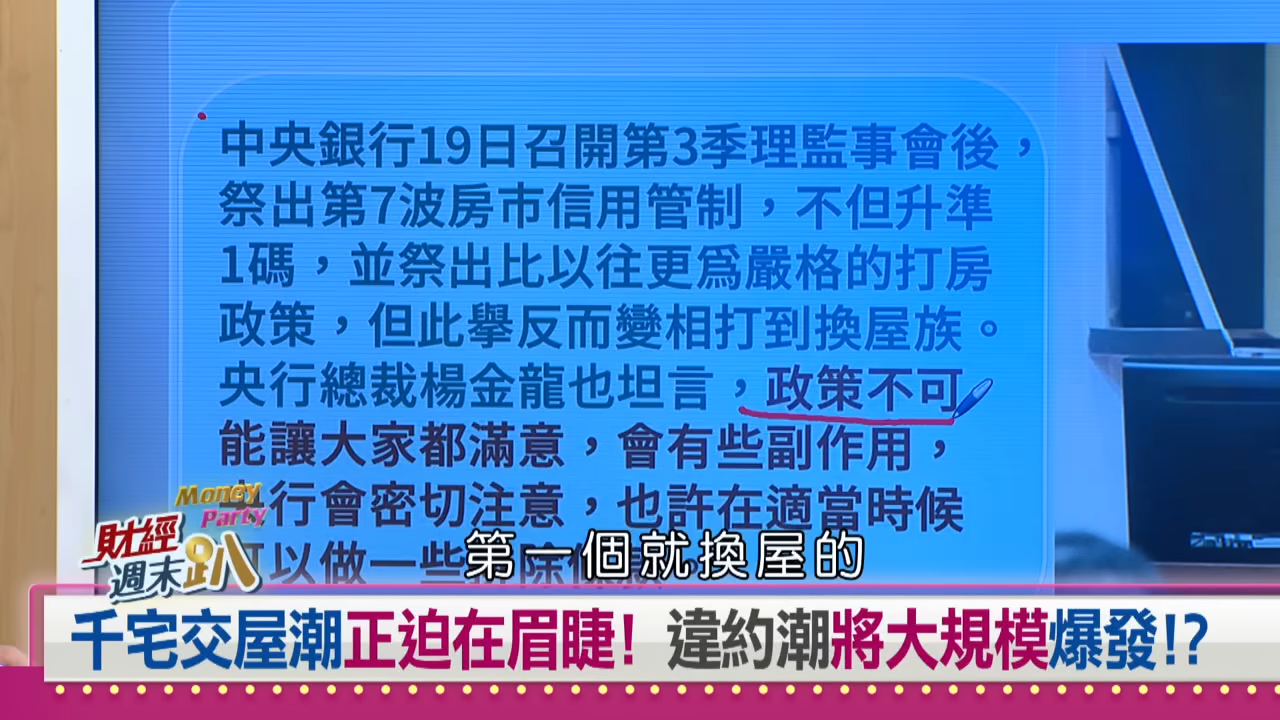 中央銀行19日召開第3季理監事會後，
祭出第7波房市信用管制，不但升準
1碼，並祭出比以往更為嚴格的打房
政策，但此舉反而變相打到換屋族。
央行總裁楊金龍也坦言，政策不可
能讓大家都滿意，會有些副作用，
行會密切注意，也許在適當時候
以做一些
Money
Party
財經
週末
趴
第一個就換屋的
千宅交屋潮正迫在眉睫！違約潮將大規模爆發!?